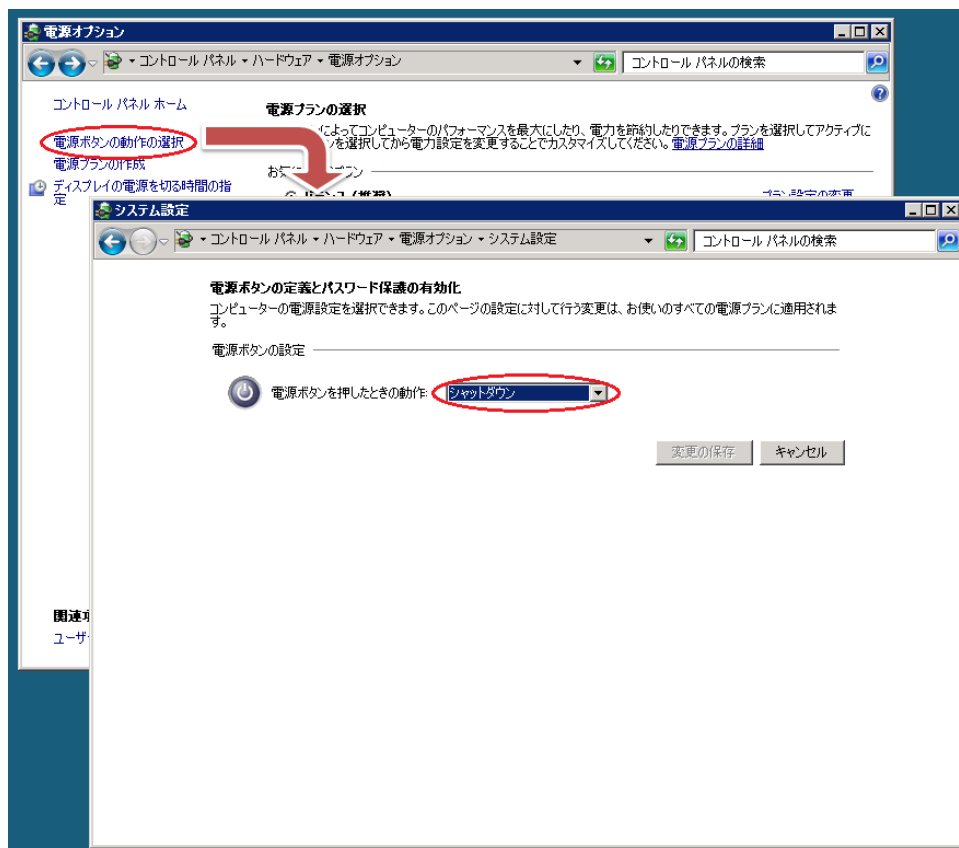 電源オプション
コントロール パネル ハードウェア 電源オプション
コントロール パネルの検索
コントロール パネル ホーム
電源ボタンの動作の選択
電源プランの作成
ディスプレイの電源を切る時間の指
定
電源プランの選択
によってコンピューターのパフォーマンスを最大にしたり、電力を節約したりできます。プランを選択してアクティブに
を選択してから電力設定を変更することでカスタマイズしてください。電源プランの詳細
プラン設定の変更
システム設定
コントロール パネル ハードウェア 電源オプション システム設定
コントロール パネルの検索
電源ボタンの定義とパスワード保護の有効化
コンピューターの電源設定を選択できます。このページの設定に対して行う変更は、お使いのすべての電源プランに適用されま
す。
電源ボタンの設定
電源ボタンを押したときの動作:
シャットダウン
変更の保存
キャンセル
関連
ユーザ